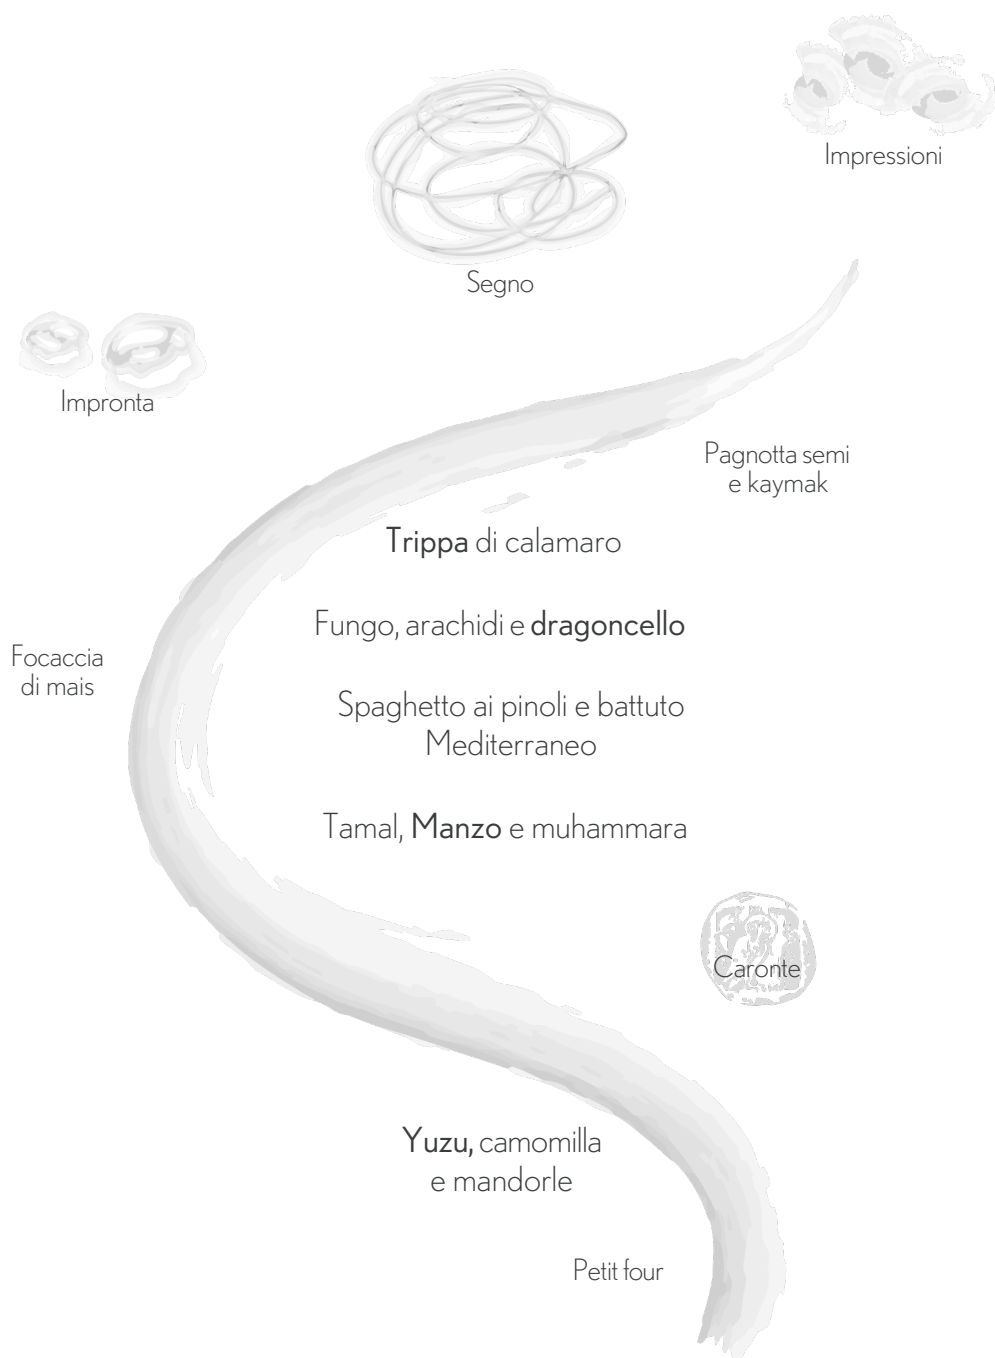 Impressioni
Segno
Impronta
Pagnotta semi
e kaymak
Trippa di calamaro
Fungo, arachidi e dragoncello
Focaccia
di mais
Spaghetto ai pinoli e battuto
Mediterraneo
Tamal, Manzo e muhammara
Caronte
Yuzu, camomilla
e mandorle
Petit four